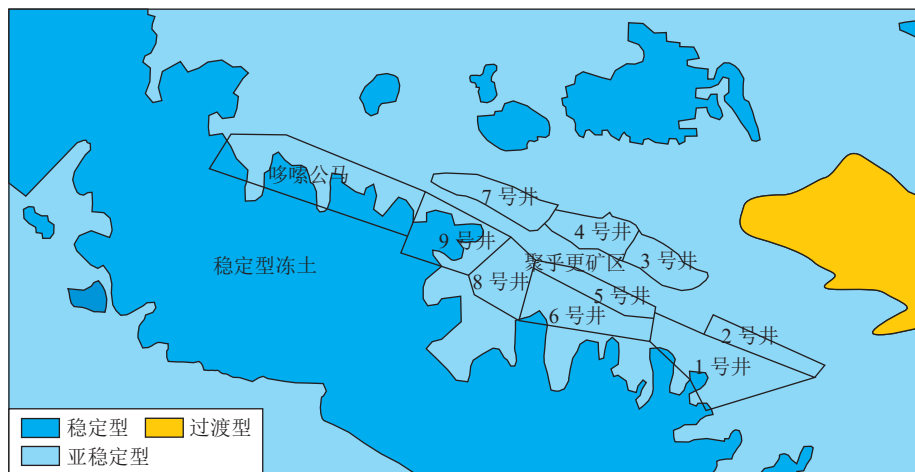 哆嗦公马
7 号井
4 号井
9 号井
聚乎更矿区
3 号井
稳定型冻土
8 号井
5 号井
6 号井
2 号井
1 号井
稳定型
过渡型
亚稳定型